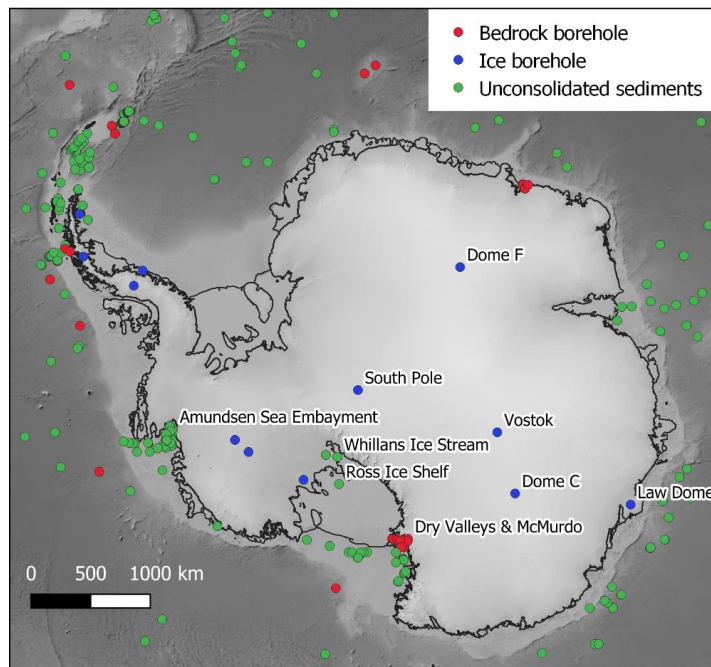 Bedrock borehole
Ice borehole
Unconsolidated sediments
Dome F
South Pole
Amundsen Sea Embayment
Vostok
Whillans Ice Stream
Ross Ice Shelf
Dome C
Law Dome
Dry Valleys & McMurdo
0 500 1000 km